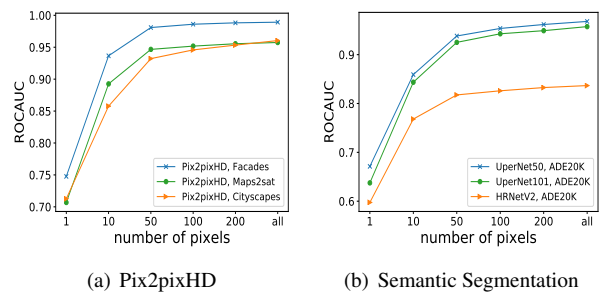 1.00
0.95
0.90
0.85
0.80
0.75
0.70
ROCAUC
1 10 50 100 200 all
number of pixels
Pix2pixHD, Facades
Pix2pixHD, Maps2sat
Pix2pixHD, Cityscapes
(a) Pix2pixHD
0.9
0.8
0.7
0.6
ROCAUC
1 10 50 100 200 all
number of pixels
UperNet50, ADE20K
UperNet101, ADE20K
HRNetV2, ADE20K
(b) Semantic Segmentation